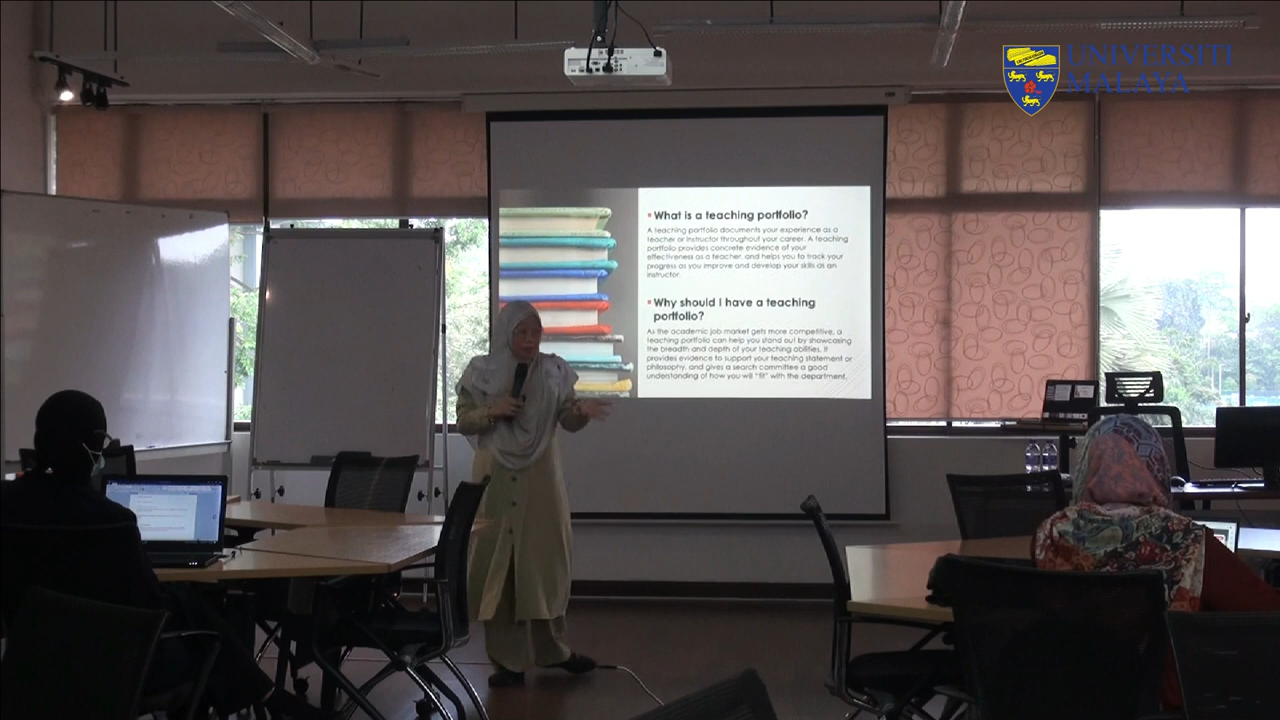 UNIVERSITI
MALAYA
What is a teaching portfolio?
A teaching portfolio documents your experience as a
teacher or instructor throughout your career. A teaching
portfolio provides concrete evidence of your
effectiveness as a teacher, and helps you to track your
progress as you improve and develop your skills as an
instructor.
Why should I have a teaching
portfolio?
As the academic job market gets more competitive, a
teaching portfolio can help you stand out by showcasing
the breadth and depth of your teaching abilities. It
provides evidence to support your teaching statement or
philosophy, and gives a search committee a good
understanding of how you will "fit" with the department.